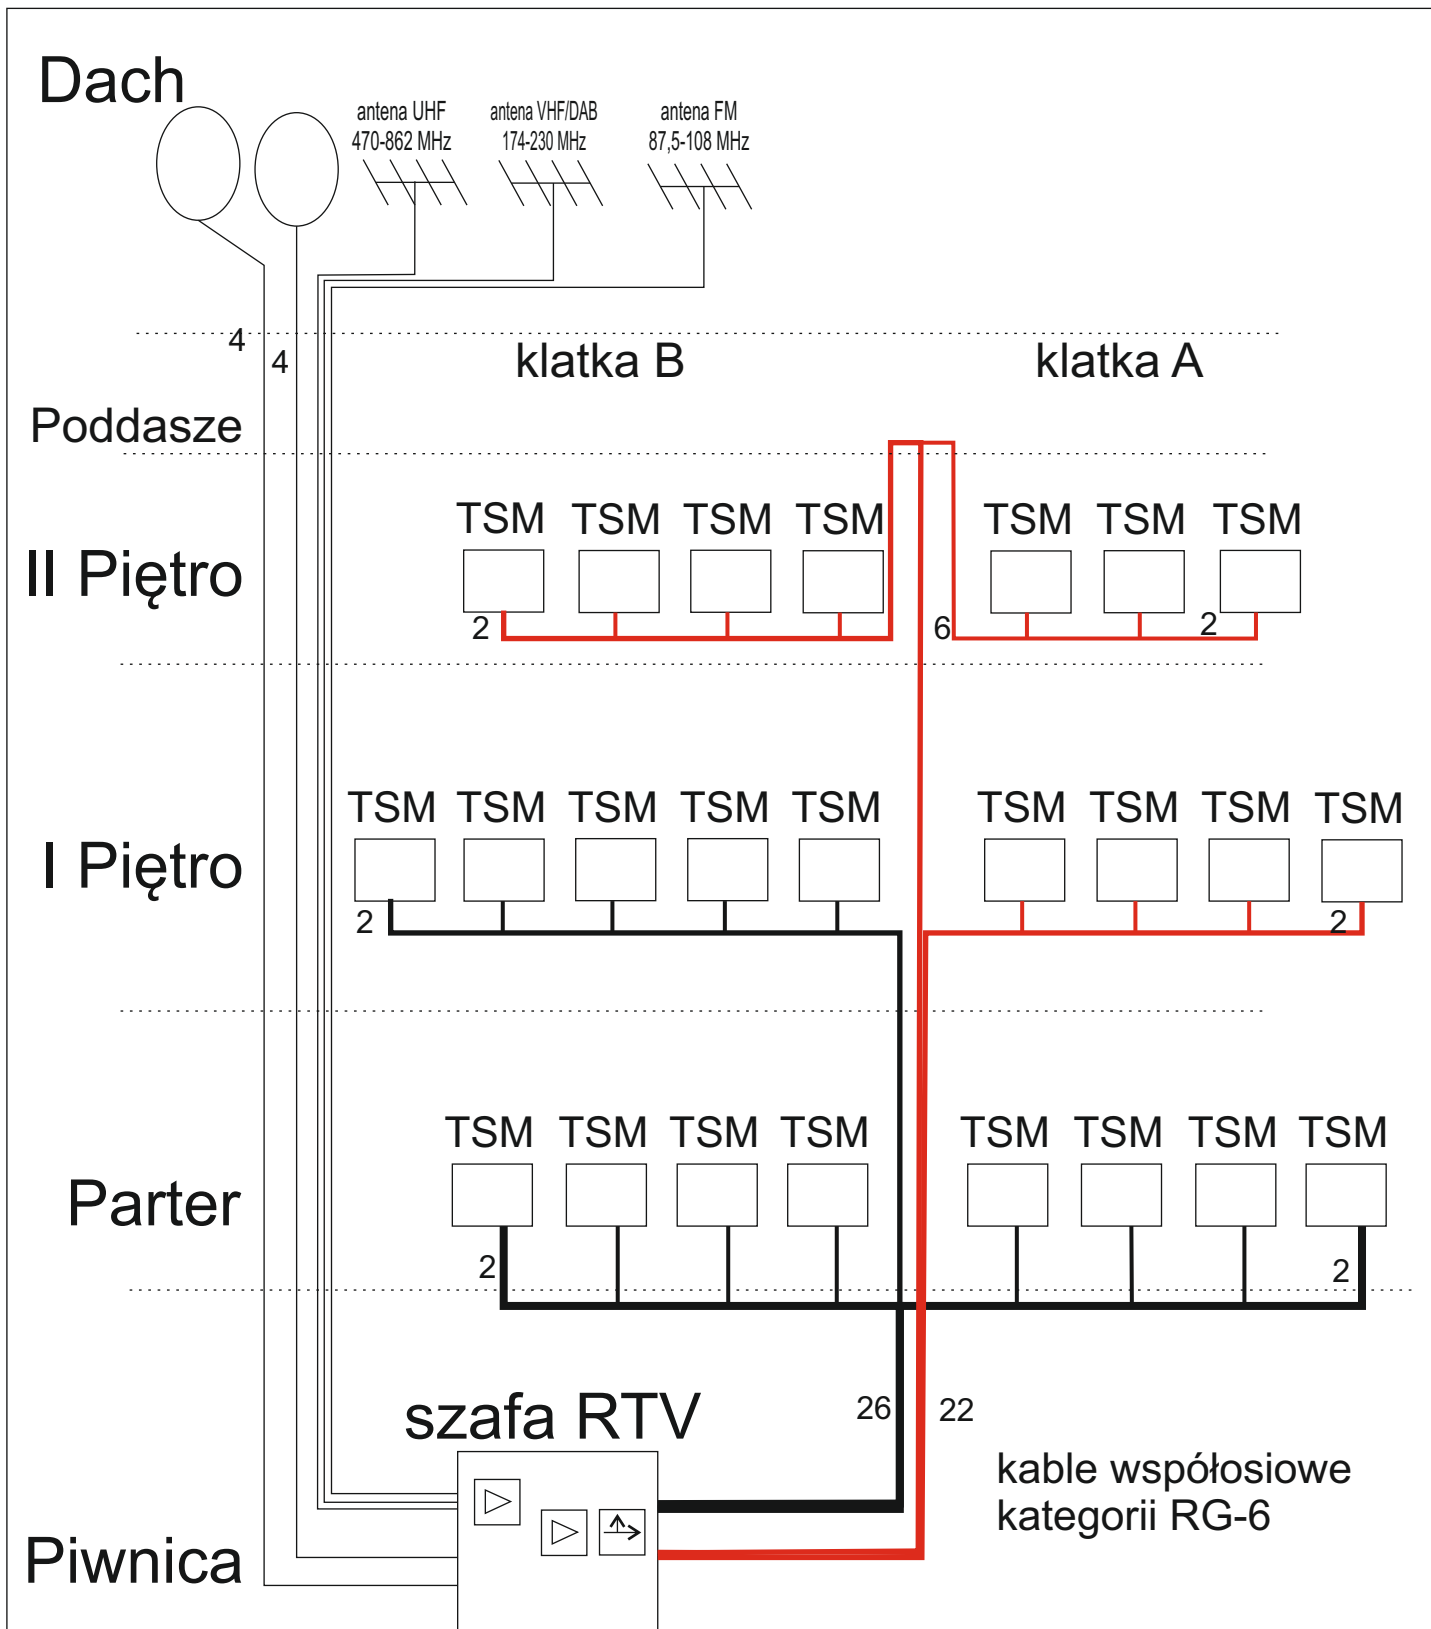 Dach
antena UHF
470-862 MHz
antena VHF/DAB
174-230 MHz
antena FM
87,5-108 MHz
4
4
klatka B
klatka A
Poddasze
TSM TSM TSM TSM TSM TSM TSM
II Piętro
2
6
2
TSM TSM TSM TSM TSM TSM TSM TSM TSM
I Piętro
2
2
TSM TSM TSM TSM TSM TSM TSM TSM
Parter
2
2
szafa RTV
26
22
kable współosiowe
kategorii RG-6
Piwnica